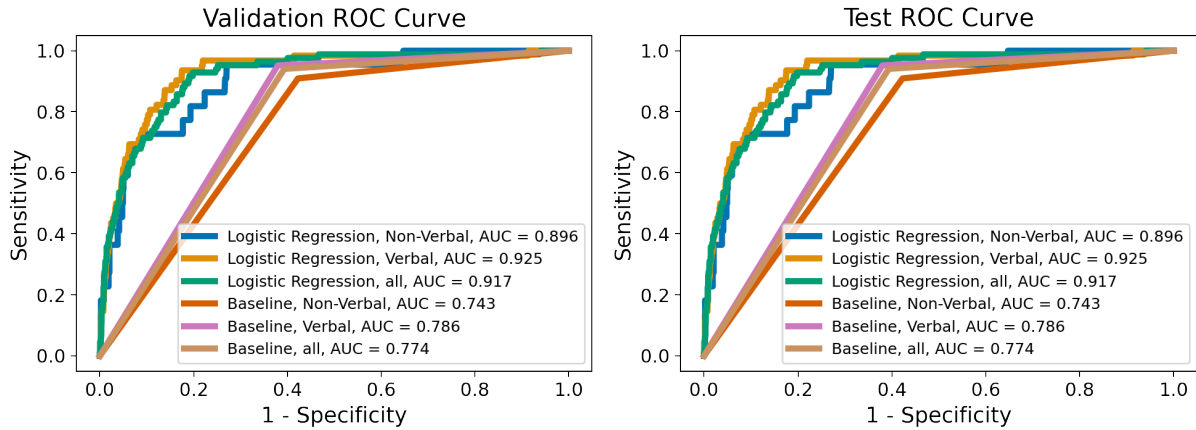 Validation ROC Curve
Sensitivity
1.0
0.8
0.6
0.4
0.2
0.0
Logistic Regression, Non-Verbal, AUC = 0.896
Logistic Regression, Verbal, AUC = 0.925
Logistic Regression, all, AUC = 0.917
Baseline, Non-Verbal, AUC = 0.743
Baseline, Verbal, AUC = 0.786
Baseline, all, AUC = 0.774
0.0 0.2 0.4 0.6 0.8 1.0
1 - Specificity
Test ROC Curve
Sensitivity
1.0
0.8
0.6
0.4
0.2
0.0
Logistic Regression, Non-Verbal, AUC = 0.896
Logistic Regression, Verbal, AUC = 0.925
Logistic Regression, all, AUC = 0.917
Baseline, Non-Verbal, AUC = 0.743
Baseline, Verbal, AUC = 0.786
Baseline, all, AUC = 0.774
0.0 0.2 0.4 0.6 0.8 1.0
1 - Specificity